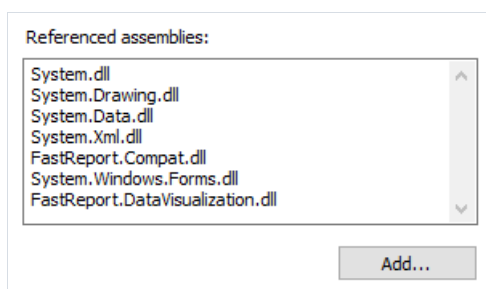 Referenced assemblies:
System.dll
System.Drawing.dll
System.Data.dll
System.Xml.dll
FastReport.Compat.dll
System.Windows.Forms.dll
FastReport.DataVisualization.dll
Add...